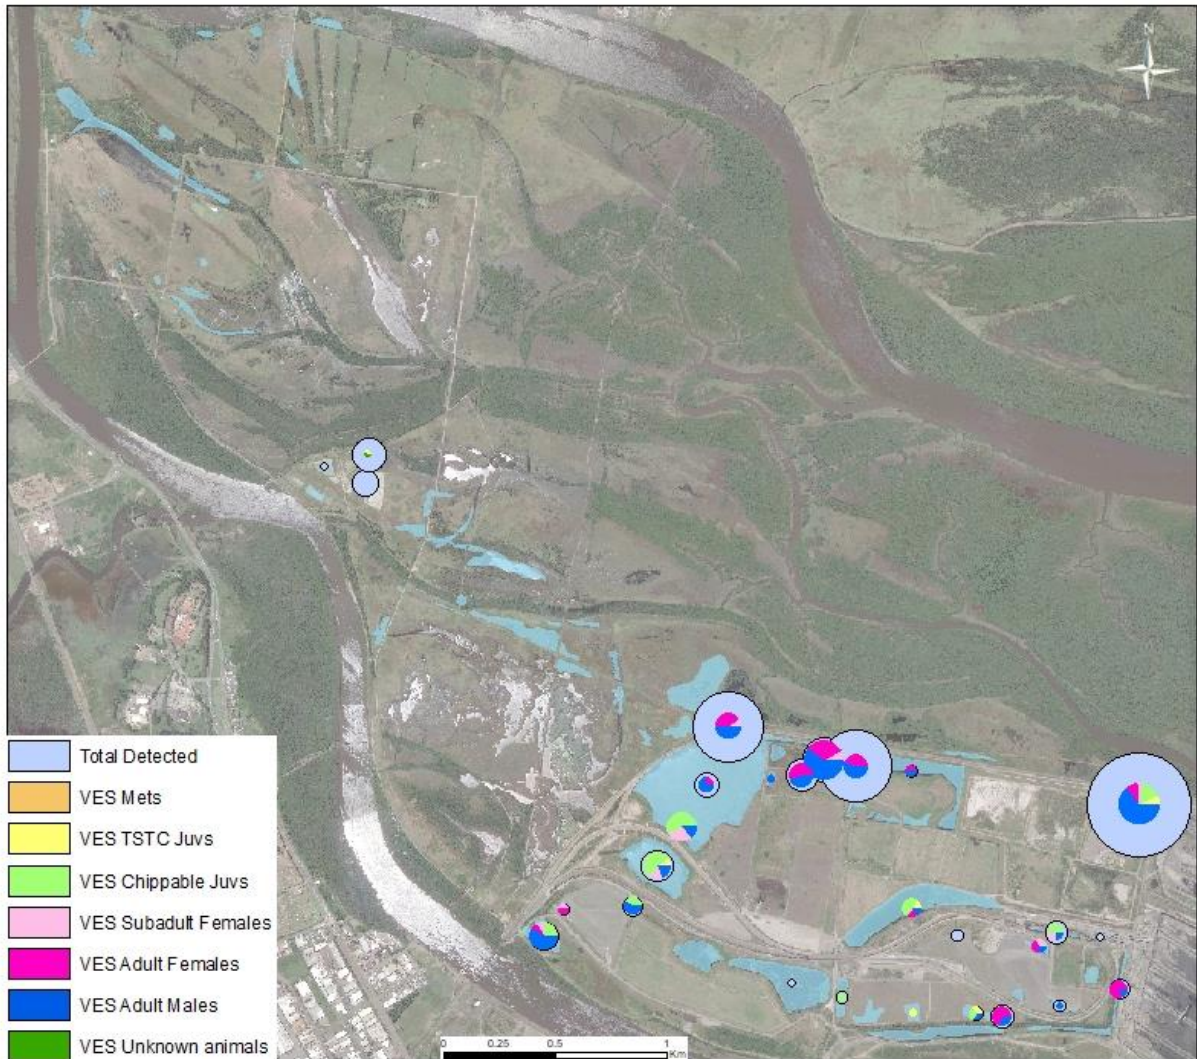 N
Total Detected
VES Mets
VES TSTC Juvs
VES Chippable Juvs
VES Subadult Females
VES Adult Females
VES Adult Males
VES Unknown animals
0 0.25 0.5 1
Km